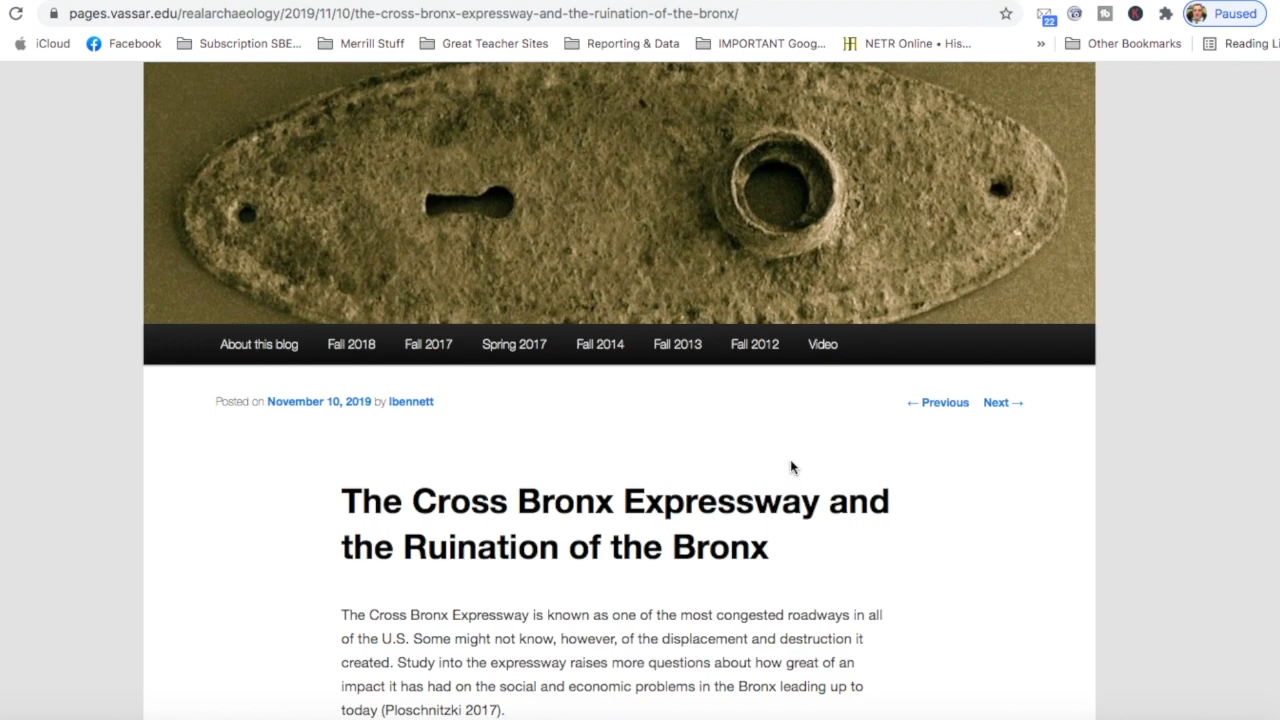 pages.vassar.edu/realarchaeology/2019/11/10/the-cross-bronx-expressway-and-the-ruination-of-the-bronx/
22
tb
K
Paused
iCloud
Facebook
Subscription SBE...
Merrill Stuff
Great Teacher Sites
Reporting & Data
IMPORTANT Goog...
NETR Online • His...
»
Other Bookmarks
Reading Li
About this blog Fall 2018 Fall 2017 Spring 2017 Fall 2014 Fall 2013 Fall 2012 Video
Posted on November 10, 2019 by lbennett
← Previous Next →
The Cross Bronx Expressway and
the Ruination of the Bronx
The Cross Bronx Expressway is known as one of the most congested roadways in all
of the U.S. Some might not know, however, of the displacement and destruction it
created. Study into the expressway raises more questions about how great of an
impact it has had on the social and economic problems in the Bronx leading up to
today (Ploschnitzki 2017).